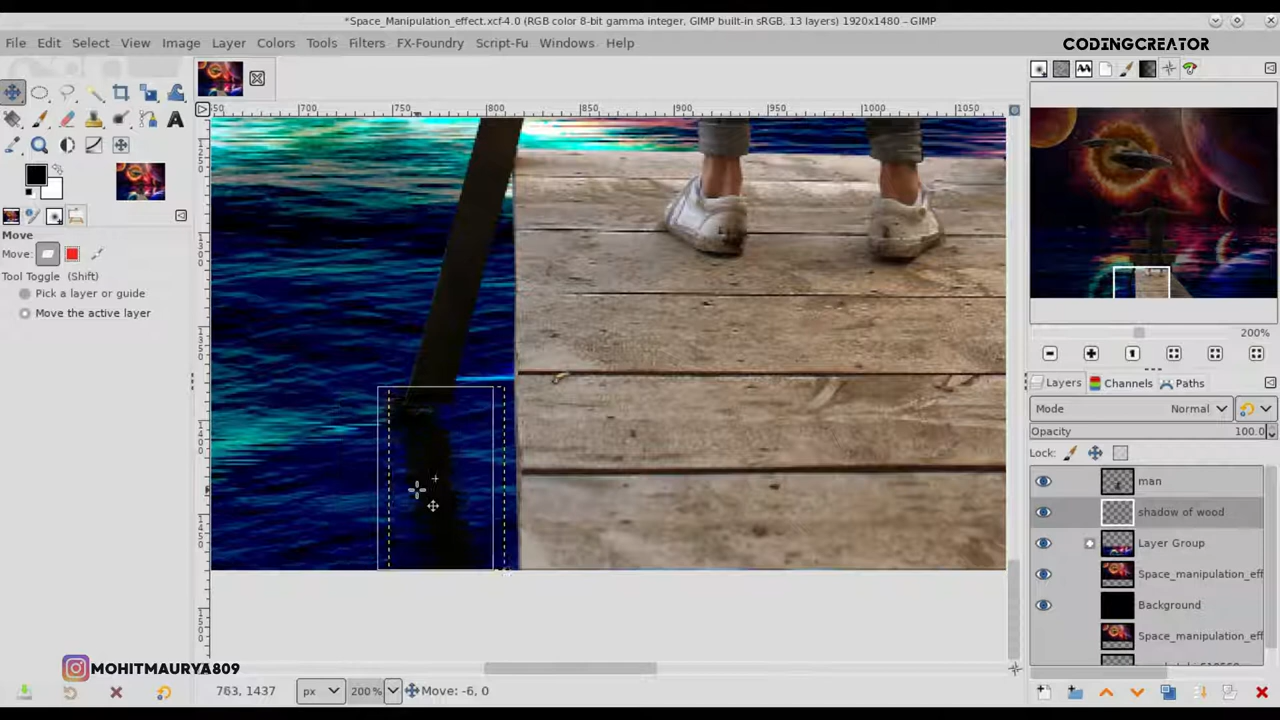 *Space_Manipulation_effect.xcf-4.0 (RGB color 8-bit gamma integer, GIMP built-in sRGB, 13 layers) 1920x1480 – GIMP
File Edit Select View Image Layer Colors Tools Filters FX-Foundry Script-Fu Windows Help
CODINGCREATOR
700 750 800 850 900 950 1000 1050
Move
Move:
Tool Toggle (Shift)
Pick a layer or guide
Move the active layer
200%
Layers Channels Paths
Mode Normal
Opacity 100.0
Lock:
man
shadow of wood
Layer Group
Space_manipulation_eff
Background
Space_manipulation_eff
MOHITMAURYA809
763, 1437 px 200% Move: -6, 0